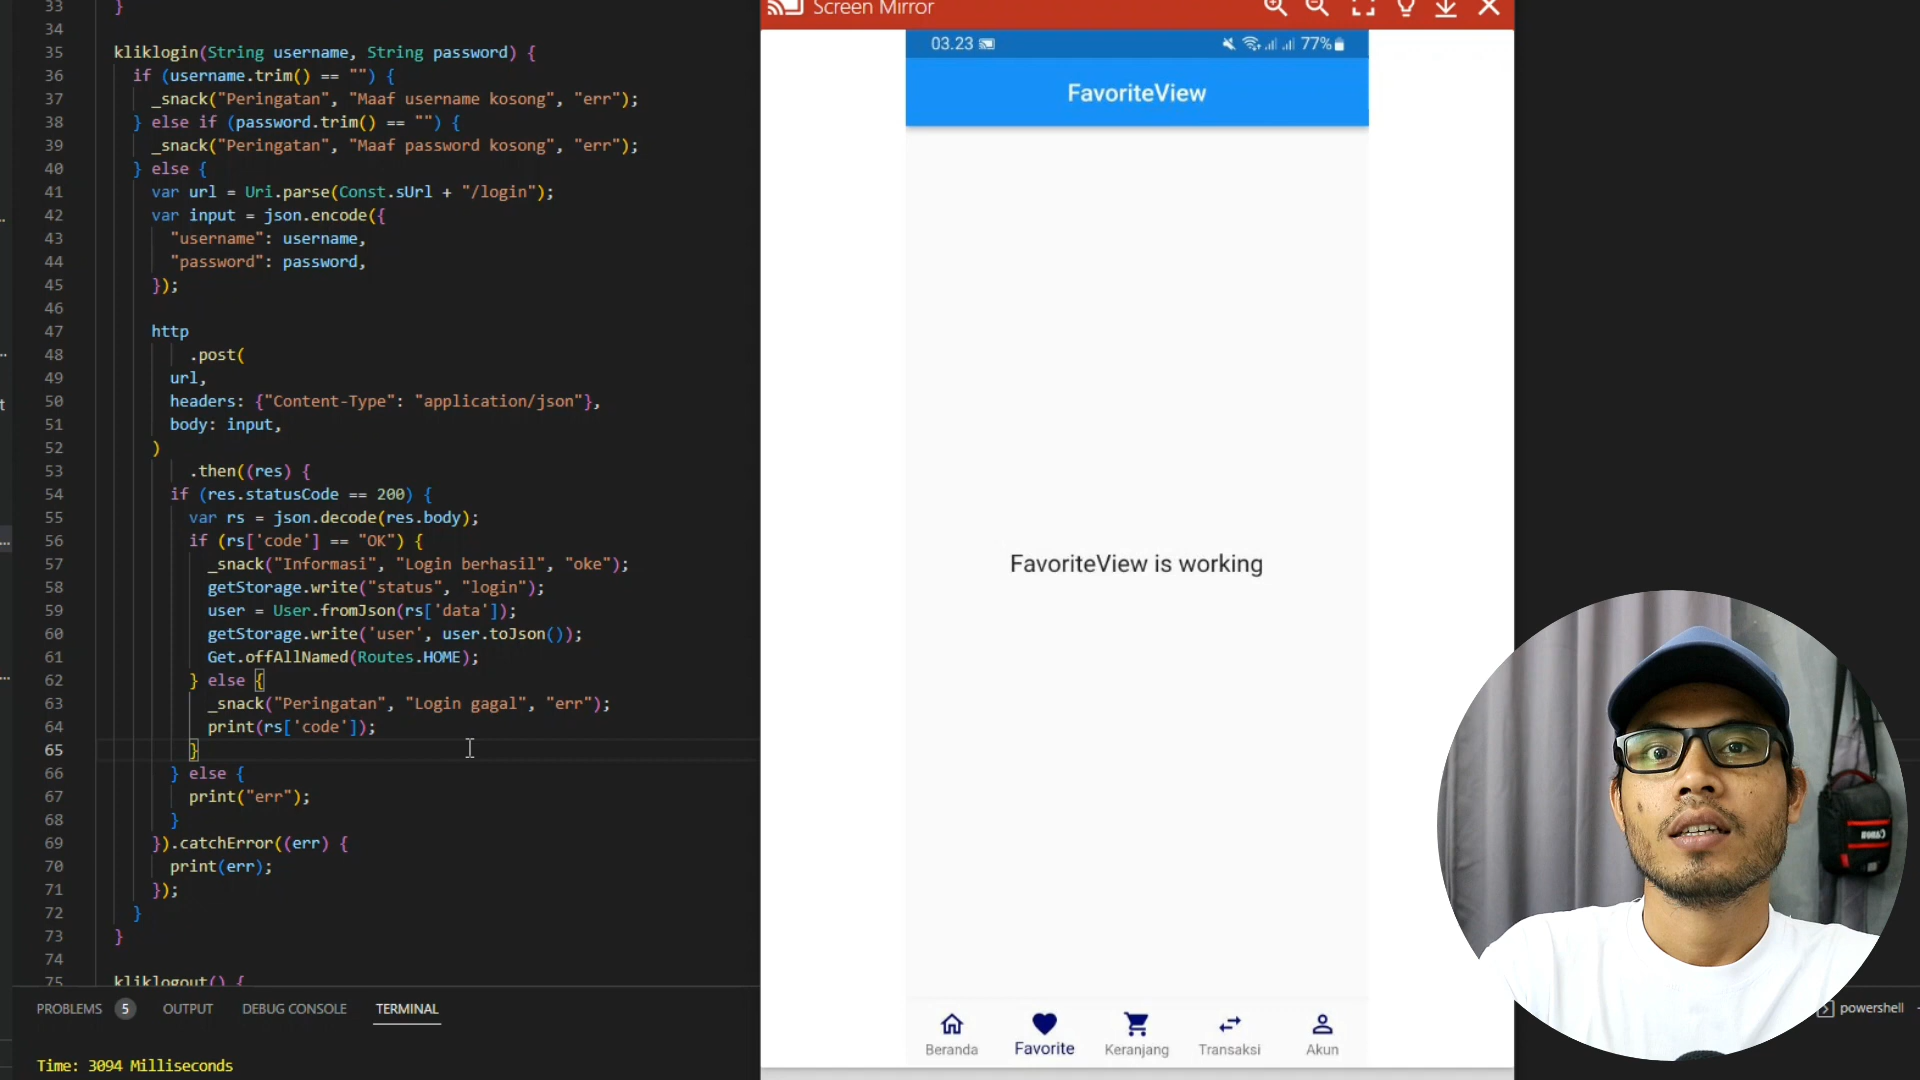 33 }
34
35 kliklogin(String username, String password) {
36 if (username.trim() == "") {
37 _snack("Peringatan", "Maaf username kosong", "err");
38 } else if (password.trim() == "") {
39 _snack("Peringatan", "Maaf password kosong", "err");
40 } else {
41 var url = Uri.parse(Const.sUrl + "/login");
42 var input = json.encode({
43 "username": username,
44 "password": password,
45 });
46
47 http
48 .post(
49 url,
50 headers: {"Content-Type": "application/json"},
51 body: input,
52 )
53 .then((res) {
54 if (res.statusCode == 200) {
55 var rs = json.decode(res.body);
56 if (rs['code'] == "OK") {
57 _snack("Informasi", "Login berhasil", "oke");
58 getStorage.write("status", "login");
59 user = User.fromJson(rs['data']);
60 getStorage.write('user', user.toJson());
61 Get.offAllNamed(Routes.HOME);
62 } else {
63 _snack("Peringatan", "Login gagal", "err");
64 print(rs['code']);
65 }
66 } else {
67 print("err");
68 }
69 }).catchError((err) {
70 print(err);
71 });
72 }
73 }
74
75 kliklogout() {
PROBLEMS 5 OUTPUT DEBUG CONSOLE TERMINAL
Time: 3094 Milliseconds
Screen Mirror
03.23 77%
FavoriteView
FavoriteView is working
Beranda Favorite Keranjang Transaksi Akun
powershell